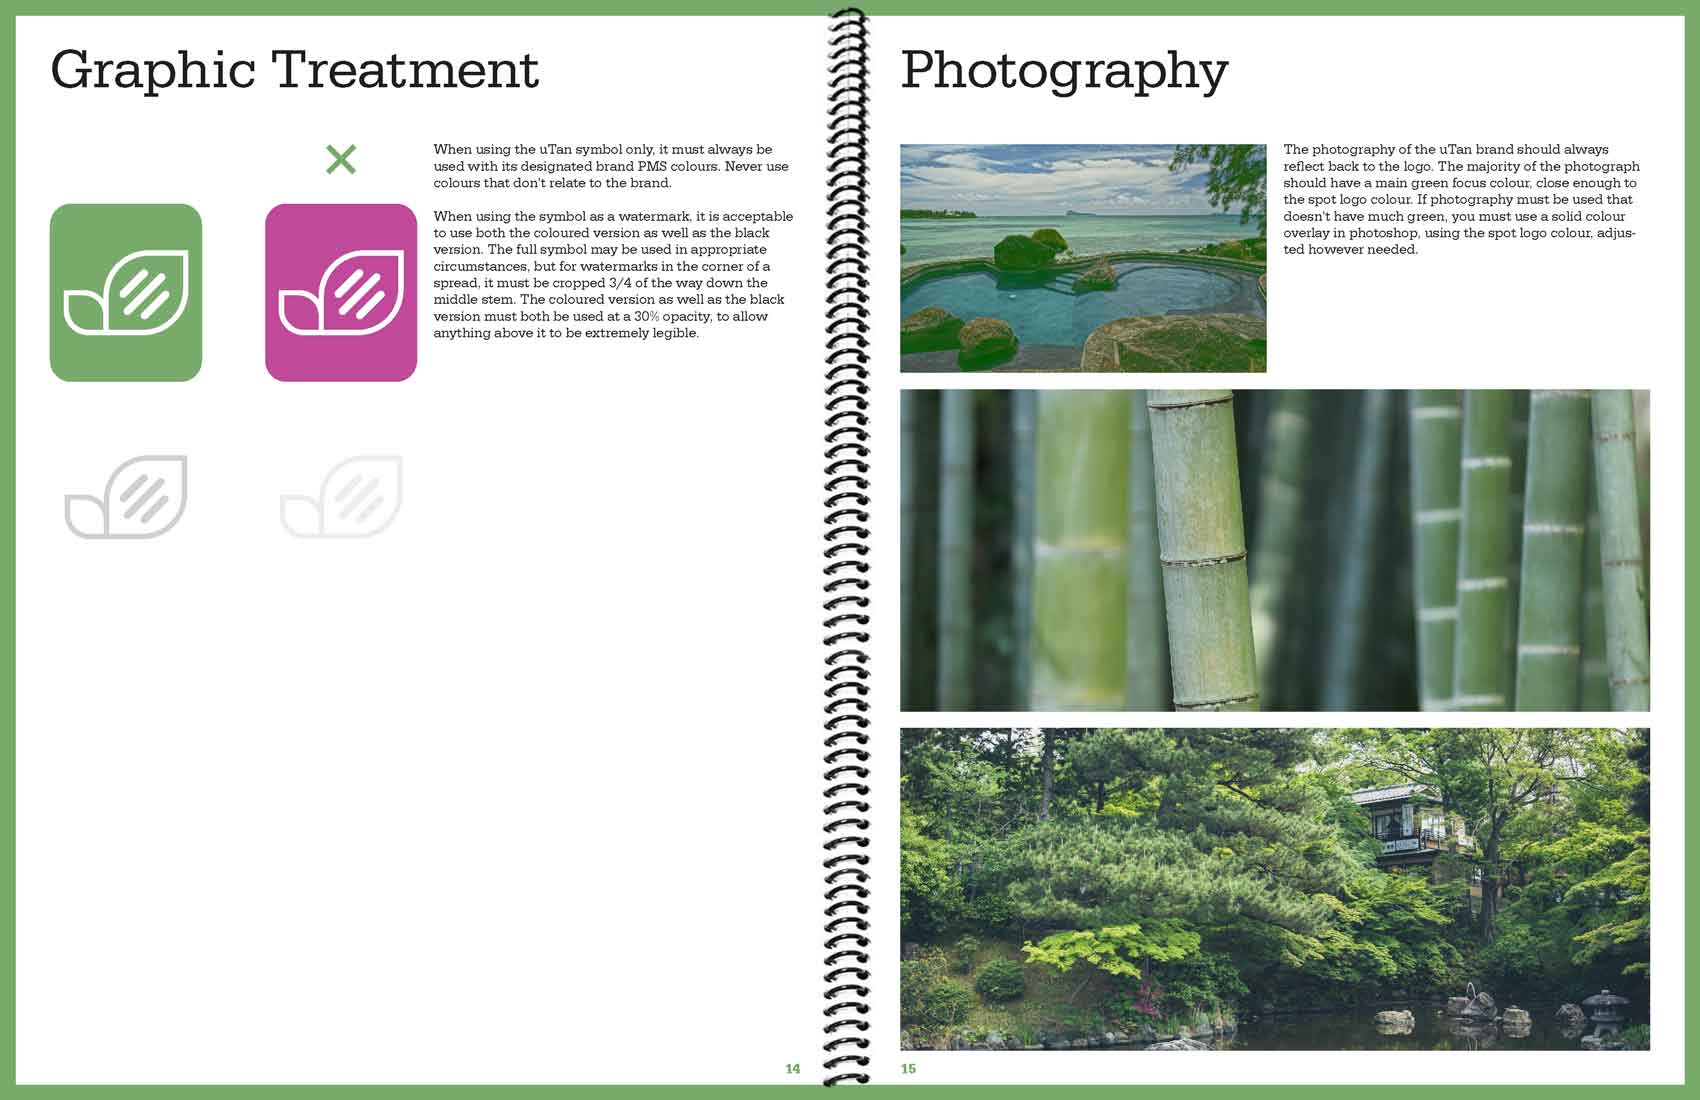 Graphic Treatment
When using the uTan symbol only, it must always be
used with its designated brand PMS colours. Never use
colours that don't relate to the brand.
When using the symbol as a watermark, it is acceptable
to use both the coloured version as well as the black
version. The full symbol may be used in appropriate
circumstances, but for watermarks in the corner of a
spread, it must be cropped 3/4 of the way down the
middle stem. The coloured version as well as the black
version must both be used at a 30% opacity, to allow
anything above it to be extremely legible.
14
Photography
The photography of the uTan brand should always
reflect back to the logo. The majority of the photograph
should have a main green focus colour, close enough to
the spot logo colour. If photography must be used that
doesn't have much green, you must use a solid colour
overlay in photoshop, using the spot logo colour, adjus-
ted however needed.
15